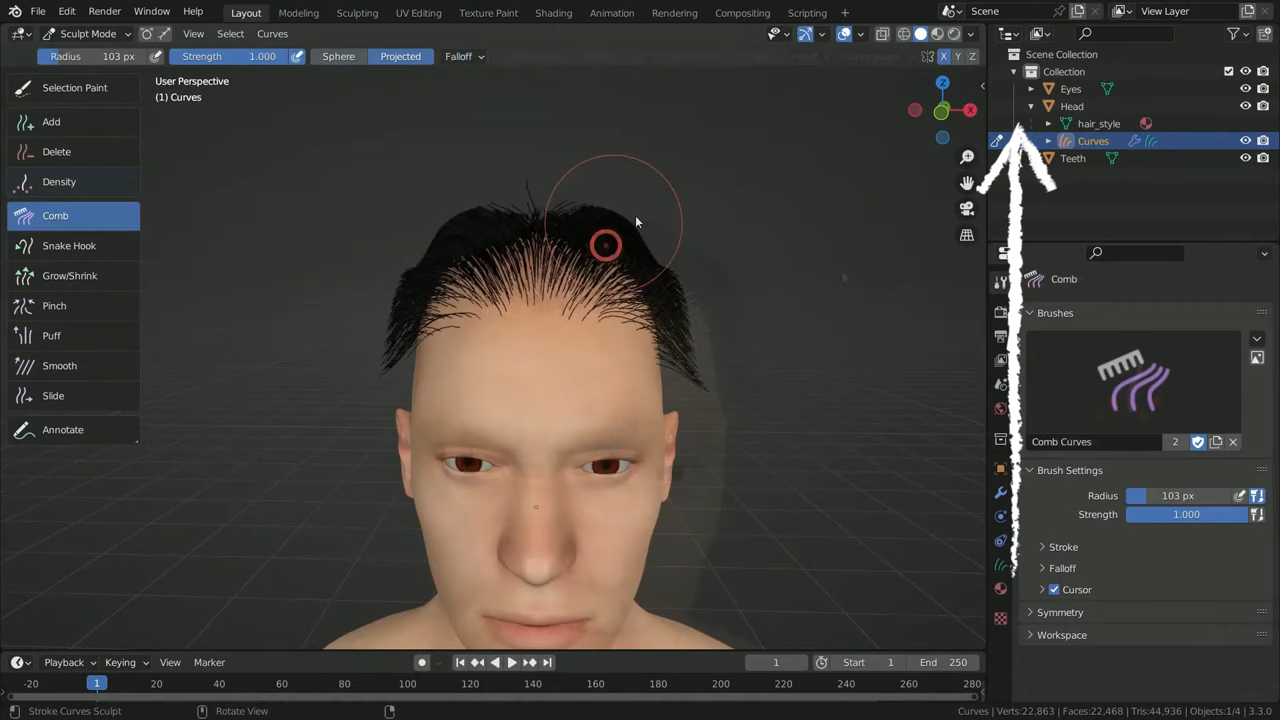 File Edit Render Window Help Layout Modeling Sculpting UV Editing Texture Paint Shading Animation Rendering Compositing Scripting + Scene View Layer
Sculpt Mode View Select Curves
Radius 103 px Strength 1.000 Sphere Projected Falloff X Y Z
Selection Paint
Add
Delete
Density
Comb
Snake Hook
Grow/Shrink
Pinch
Puff
Smooth
Slide
Annotate
User Perspective
(1) Curves
Z
X
Scene Collection
Collection
Eyes
Head
hair_style
Curves
Teeth
Comb
Brushes
Comb Curves 2
Brush Settings
Radius 103 px
Strength 1.000
Stroke
Falloff
Cursor
Symmetry
Workspace
Playback Keying View Marker 1 Start 1 End 250
-20 1 20 40 60 80 100 120 140 160 180 200 220 240 260 280
Stroke Curves Sculpt Rotate View Curves | Verts:22,863 | Faces:22,468 | Tris:44,936 | Objects:1/4 | 3.3.0